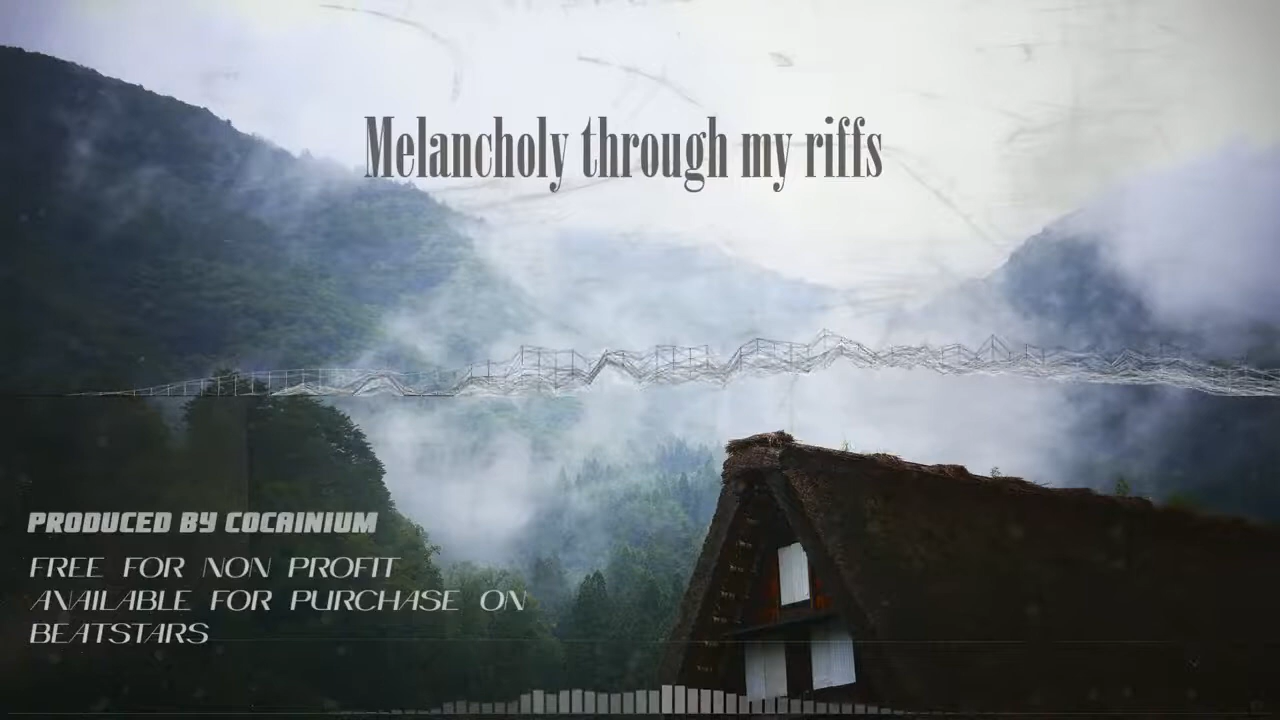 Melancholy through my riffs
PRODUCED BY COCAINIUM
FREE FOR NON PROFIT
AVAILABLE FOR PURCHASE ON
BEATSTARS